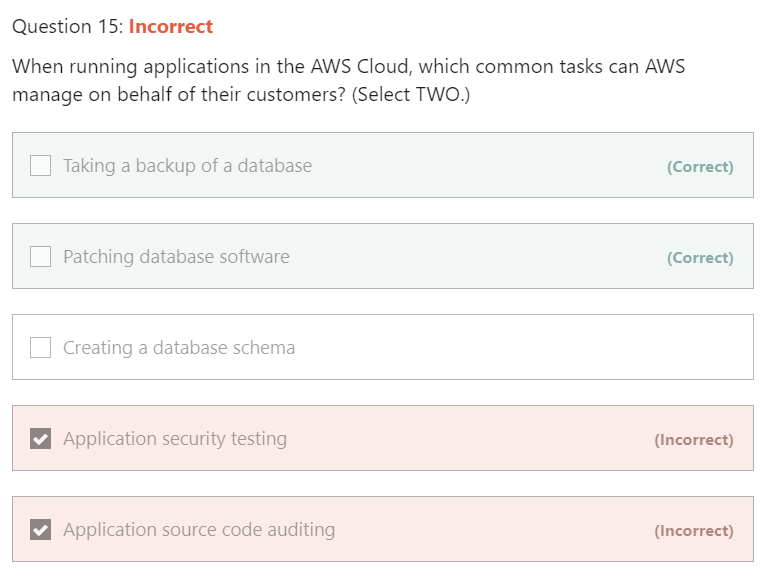 Question 15: Incorrect
When running applications in the AWS Cloud, which common tasks can AWS
manage on behalf of their customers? (Select TWO.)
Taking a backup of a database (Correct)
Patching database software (Correct)
Creating a database schema
Application security testing (Incorrect)
Application source code auditing (Incorrect)